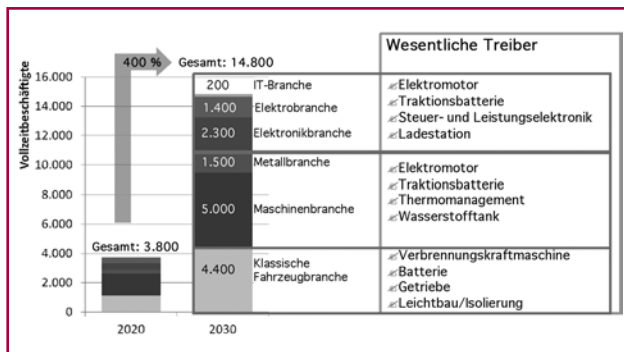 Wesentliche Treiber
400 %
Gesamt: 14.800
Vollzeitbeschäftigte
16.000
14.000
12.000
10.000
8.000
6.000
4.000
2.000
0
200 IT-Branche
1.400 Elektrobranche
2.300 Elektronikbranche
1.500 Metallbranche
5.000 Maschinenbranche
4.400 Klassische
Fahrzeugbranche
Elektromotor
Traktionsbatterie
Steuer- und Leistungselektronik
Ladestation
Elektromotor
Traktionsbatterie
Thermomanagement
Wasserstofftank
Verbrennungskraftmaschine
Batterie
Getriebe
Leichtbau/Isolierung
Gesamt: 3.800
2020
2030